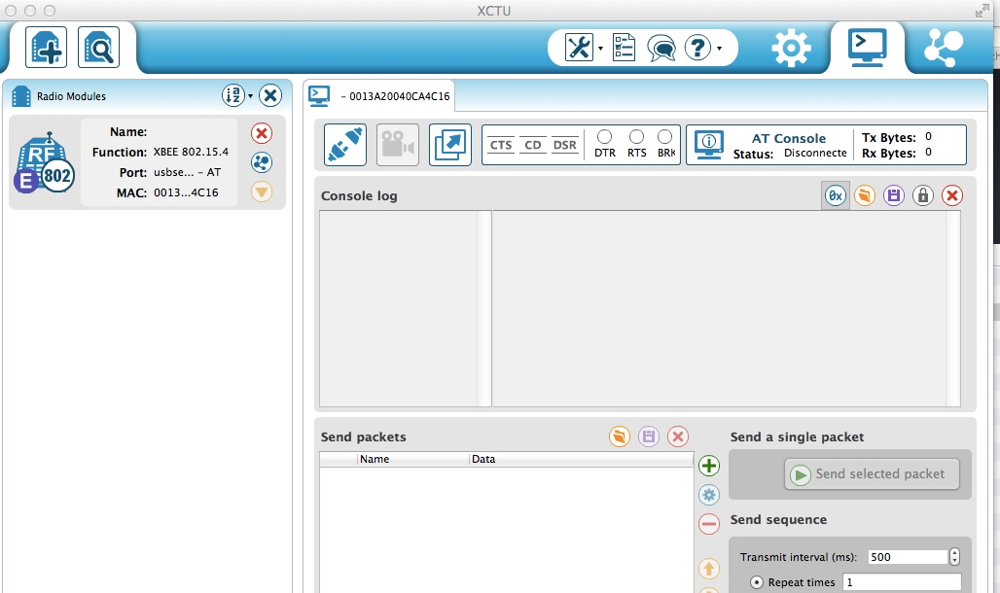 XCTU
Radio Modules
Name:
Function: XBEE 802.15.4
Port: usbse... - AT
MAC: 0013...4C16
RF
E 802
- 0013A20040CA4C16
CTS CD DSR
DTR RTS BRK
AT Console
Status: Disconnecte
Tx Bytes: 0
Rx Bytes: 0
Console log
0x
Send packets
Name Data
Send a single packet
Send selected packet
Send sequence
Transmit interval (ms): 500
Repeat times 1